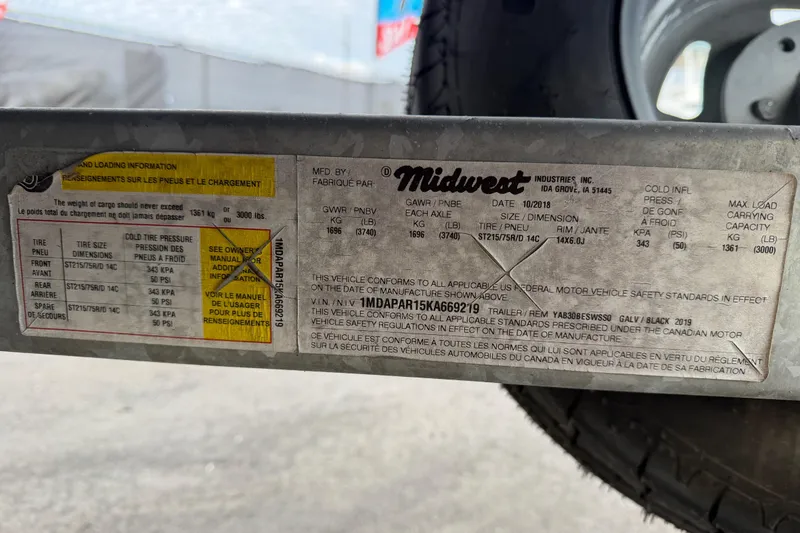 AND LOADING INFORMATION
RENSEIGNEMENTS SUR LES PNEUS ET LE CHARGEMENT
The weight of cargo should never exceed
Le poids total du chargement ne doit jamais depasser
1361 kg or ou 3000 lbs
TIRE PNEU
TIRE SIZE DIMENSIONS
COLD TIRE PRESSURE PRESSION DES PNEUS À FROID
FRONT AVANT
ST215/75R/D 14C
343 KPA
50 PSI
REAR ARRIERE
ST215/75R/D 14C
343 KPA
50 PSI
SPARE DE SECOURS
ST215/75R/D 14C
343 KPA
50 PSI
SEE OWNER'S
MANUAL FOR
ADDITIONAL
INFORMATION
VOIR LE MANUEL
DE L'USAGER
POUR PLUS DE
RENSEIGNEMENTS
1MDAPAR15KA669219
MFD. BY:
FABRIQUÉ PAR:
D Midwest INDUSTRIES, INC.
IDA GROVE, IA 51445
DATE 10/2018
GVWR / PNBV
KG (LB)
1696 (3740)
GAWR / PNBE
EACH AXLE
KG (LB)
1696 (3740)
SIZE / DIMENSION
TIRE / PNEU RIM / JANTE
ST215/75R/D 14C 14X6.0J
COLD INFL.
PRESS. /
DE GONF
A FROID
KPA (PSI)
343 (50)
MAX. LOAD
CARRYING
CAPACITY
KG (LB)
1361 (3000)
THIS VEHICLE CONFORMS TO ALL APPLICABLE U.S. FEDERAL MOTOR VEHICLE SAFETY STANDARDS IN EFFECT
ON THE DATE OF MANUFACTURE SHOWN ABOVE.
V.I.N. / N I V 1MDAPAR15KA669219 TRAILER / REM YAB30BESWSSO GALV / BLACK 2019
THIS VEHICLE CONFORMS TO ALL APPLICABLE STANDARDS PRESCRIBED UNDER THE CANADIAN MOTOR
VEHICLE SAFETY REGULATIONS IN EFFECT ON THE DATE OF MANUFACTURE.
CE VÉHICULE EST CONFORME À TOUTES LES NORMES QUI LUI SONT APPLICABLES EN VERTU DU RÈGLEMENT
SUR LA SÉCURITÉ DES VÉHICULES AUTOMOBILES DU CANADA EN VIGUEUR À LA DATE DE SA FABRICATION